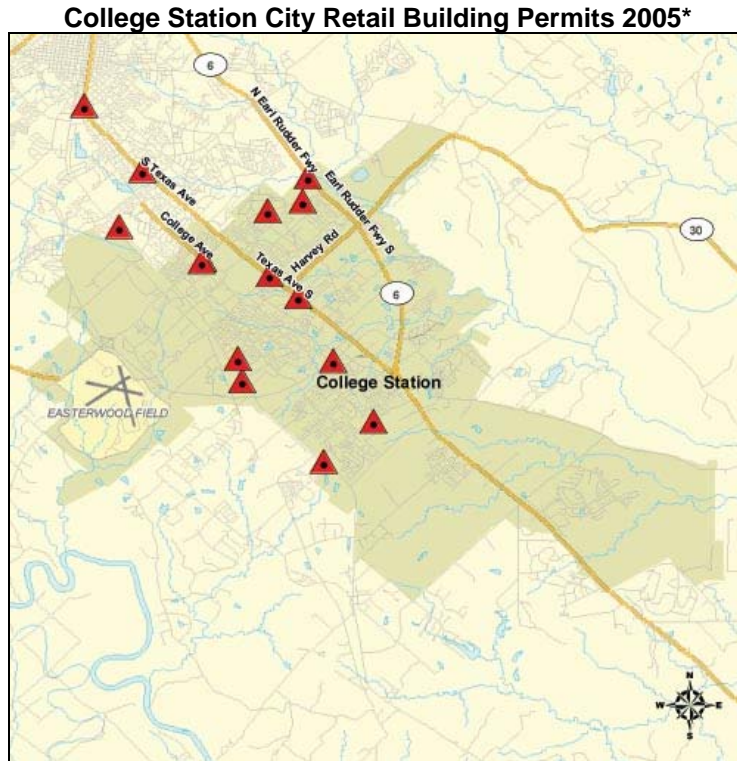 College Station City Retail Building Permits 2005*
6
N Earl Rudder Fwy
S Texas Ave
Earl Rudder Fwy S
College Ave
Harvey Rd
30
Texas Ave S
6
College Station
EASTERWOOD FIELD
N
W E
S